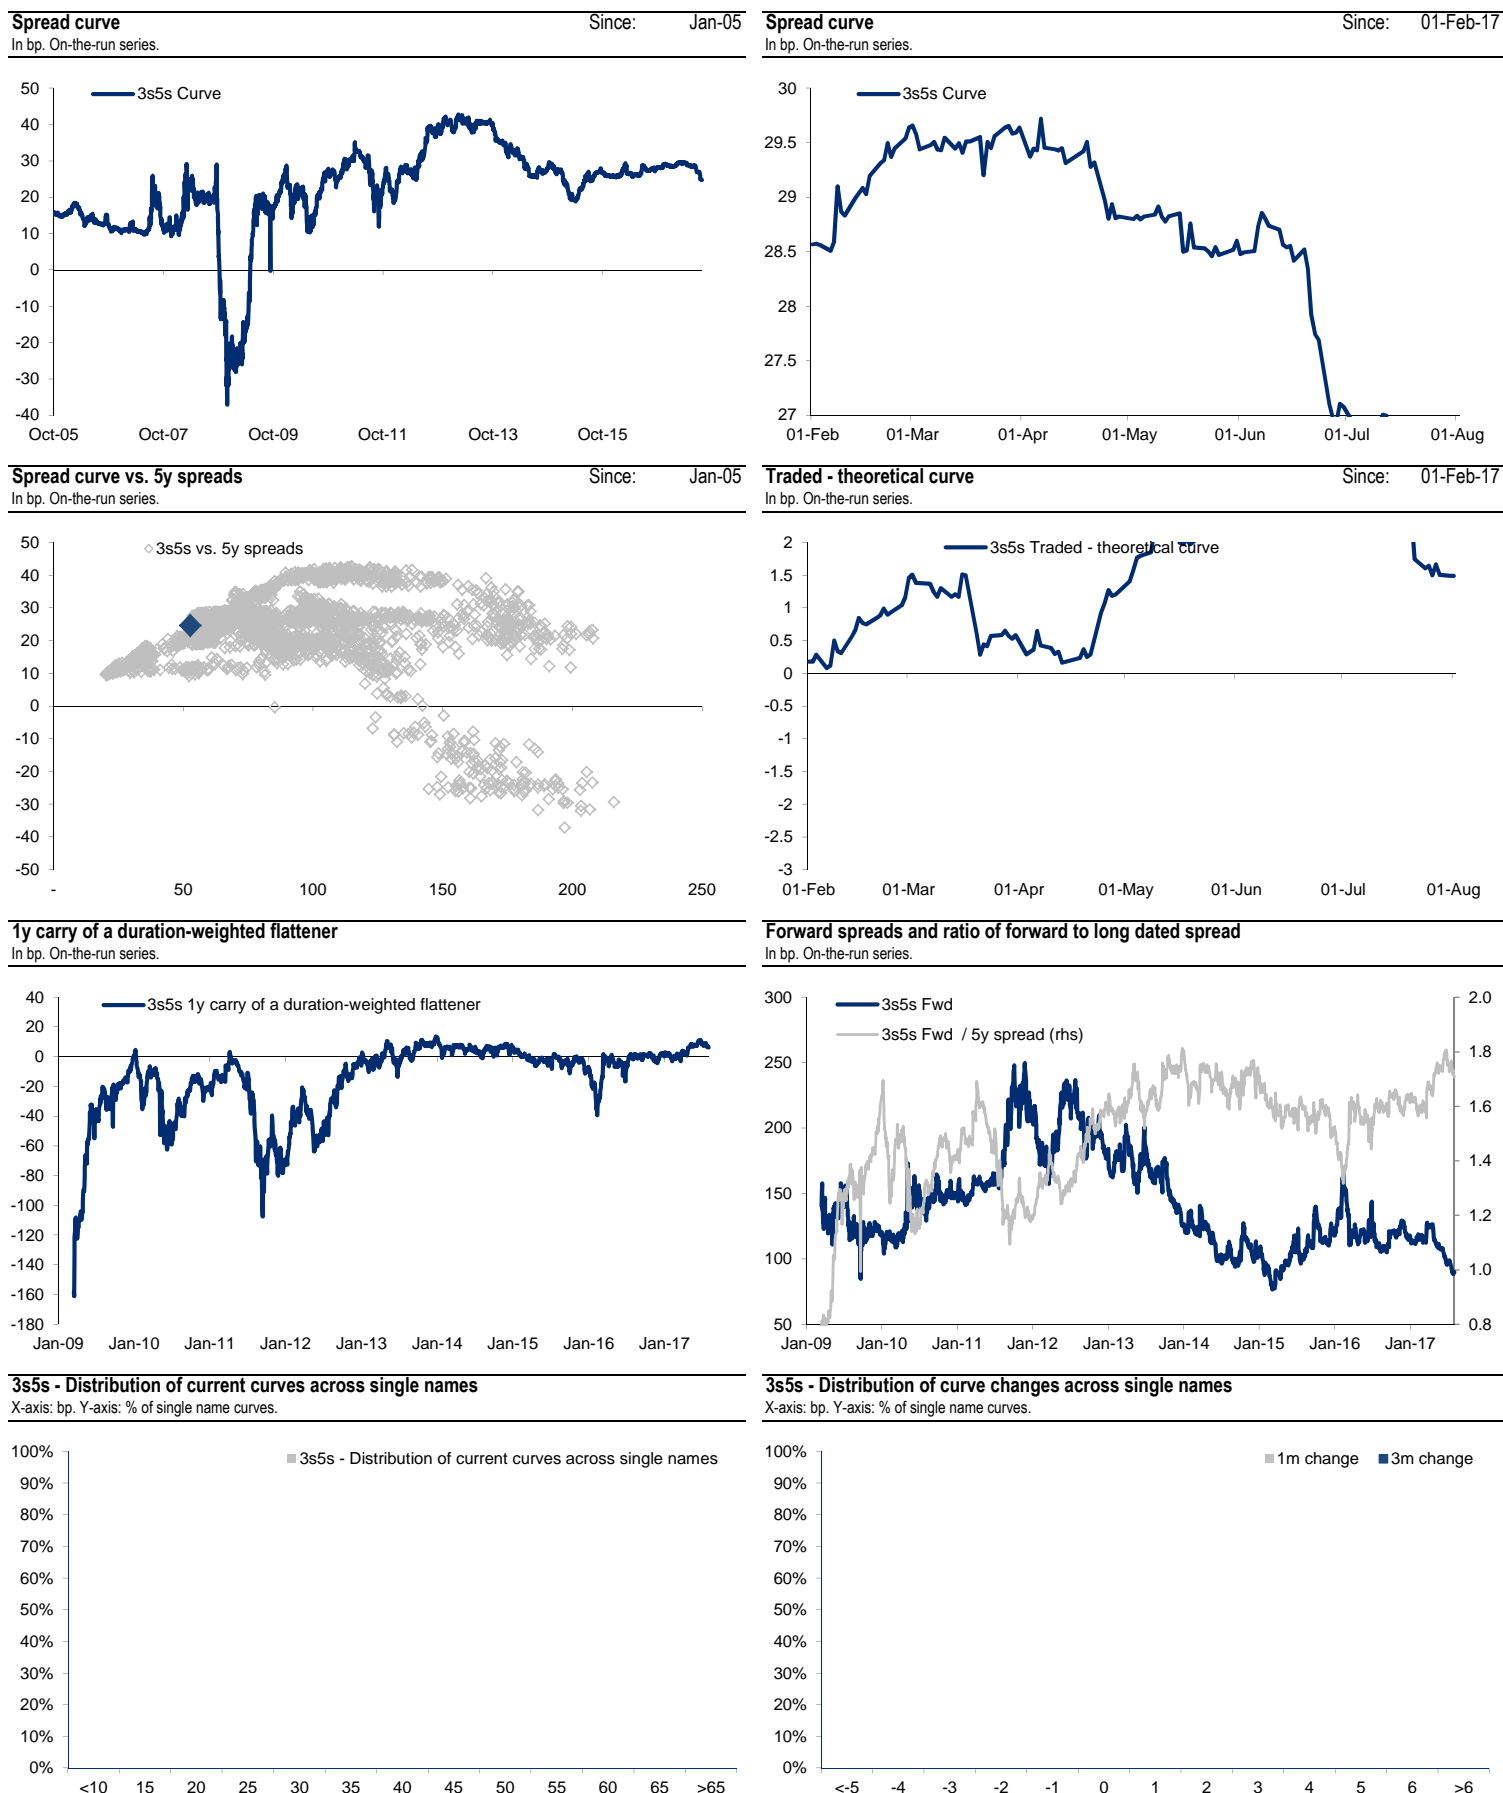 Spread curve Since: Jan-05
In bp. On-the-run series.
3s5s Curve
50
40
30
20
10
0
-10
-20
-30
-40
Oct-05 Oct-07 Oct-09 Oct-11 Oct-13 Oct-15
Spread curve Since: 01-Feb-17
In bp. On-the-run series.
3s5s Curve
30
29.5
29
28.5
28
27.5
27
01-Feb 01-Mar 01-Apr 01-May 01-Jun 01-Jul 01-Aug
Spread curve vs. 5y spreads Since: Jan-05
In bp. On-the-run series.
3s5s vs. 5y spreads
50
40
30
20
10
0
-10
-20
-30
-40
-50
- 50 100 150 200 250
Traded - theoretical curve Since: 01-Feb-17
In bp. On-the-run series.
3s5s Traded - theoretical curve
2
1.5
1
0.5
0
-0.5
-1
-1.5
-2
-2.5
-3
01-Feb 01-Mar 01-Apr 01-May 01-Jun 01-Jul 01-Aug
1y carry of a duration-weighted flattener
In bp. On-the-run series.
3s5s 1y carry of a duration-weighted flattener
40
20
0
-20
-40
-60
-80
-100
-120
-140
-160
-180
Jan-09 Jan-10 Jan-11 Jan-12 Jan-13 Jan-14 Jan-15 Jan-16 Jan-17
Forward spreads and ratio of forward to long dated spread
In bp. On-the-run series.
3s5s Fwd
3s5s Fwd / 5y spread (rhs)
300
250
200
150
100
50
2.0
1.8
1.6
1.4
1.2
1.0
0.8
Jan-09 Jan-10 Jan-11 Jan-12 Jan-13 Jan-14 Jan-15 Jan-16 Jan-17
3s5s - Distribution of current curves across single names
X-axis: bp. Y-axis: % of single name curves.
3s5s - Distribution of current curves across single names
100%
90%
80%
70%
60%
50%
40%
30%
20%
10%
0%
<10 15 20 25 30 35 40 45 50 55 60 65 >65
3s5s - Distribution of curve changes across single names
X-axis: bp. Y-axis: % of single name curves.
1m change 3m change
100%
90%
80%
70%
60%
50%
40%
30%
20%
10%
0%
<-5 -4 -3 -2 -1 0 1 2 3 4 5 6 >6